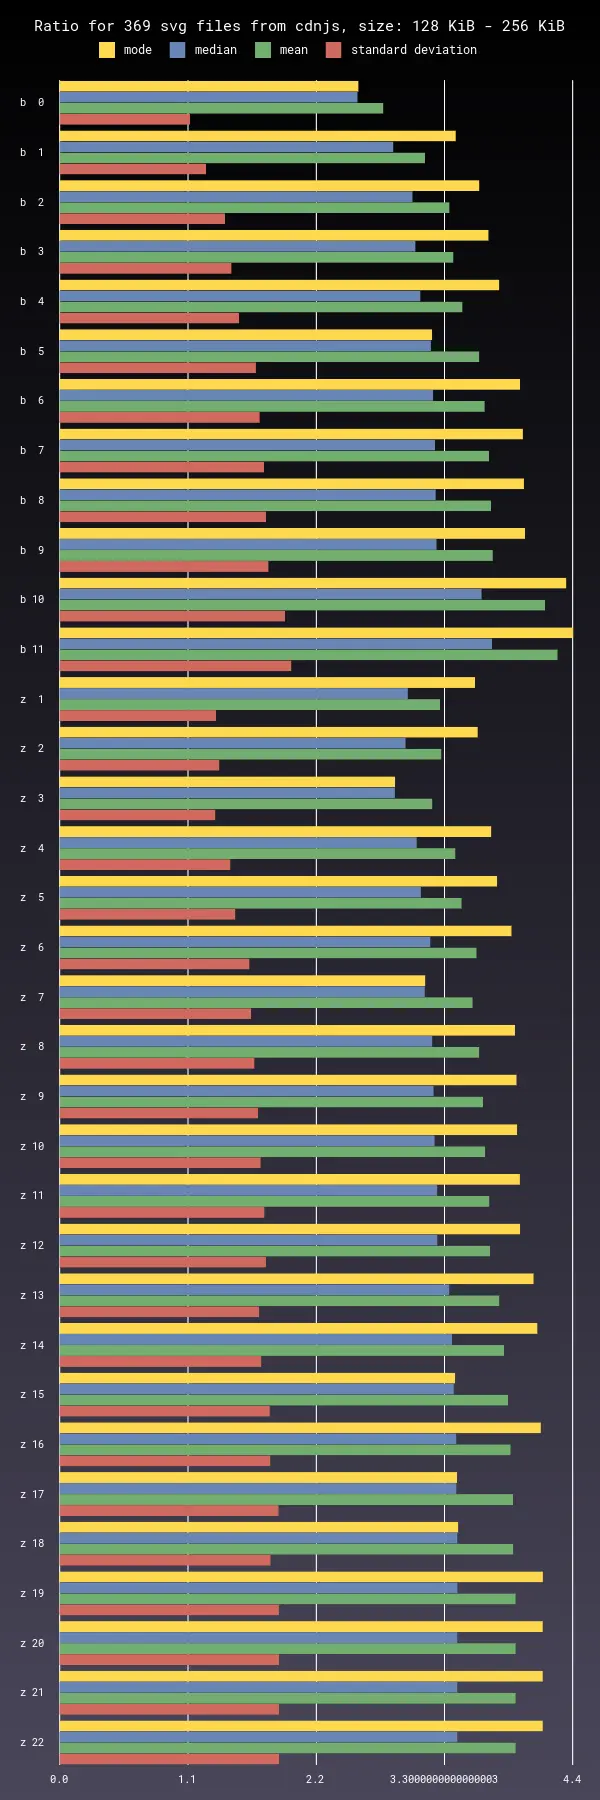 Ratio for 369 svg files from cdnjs, size: 128 KiB - 256 KiB
mode median mean standard deviation
b 0
b 1
b 2
b 3
b 4
b 5
b 6
b 7
b 8
b 9
b 10
b 11
z 1
z 2
z 3
z 4
z 5
z 6
z 7
z 8
z 9
z 10
z 11
z 12
z 13
z 14
z 15
z 16
z 17
z 18
z 19
z 20
z 21
z 22
0.0 1.1 2.2 3.3000000000000003 4.4